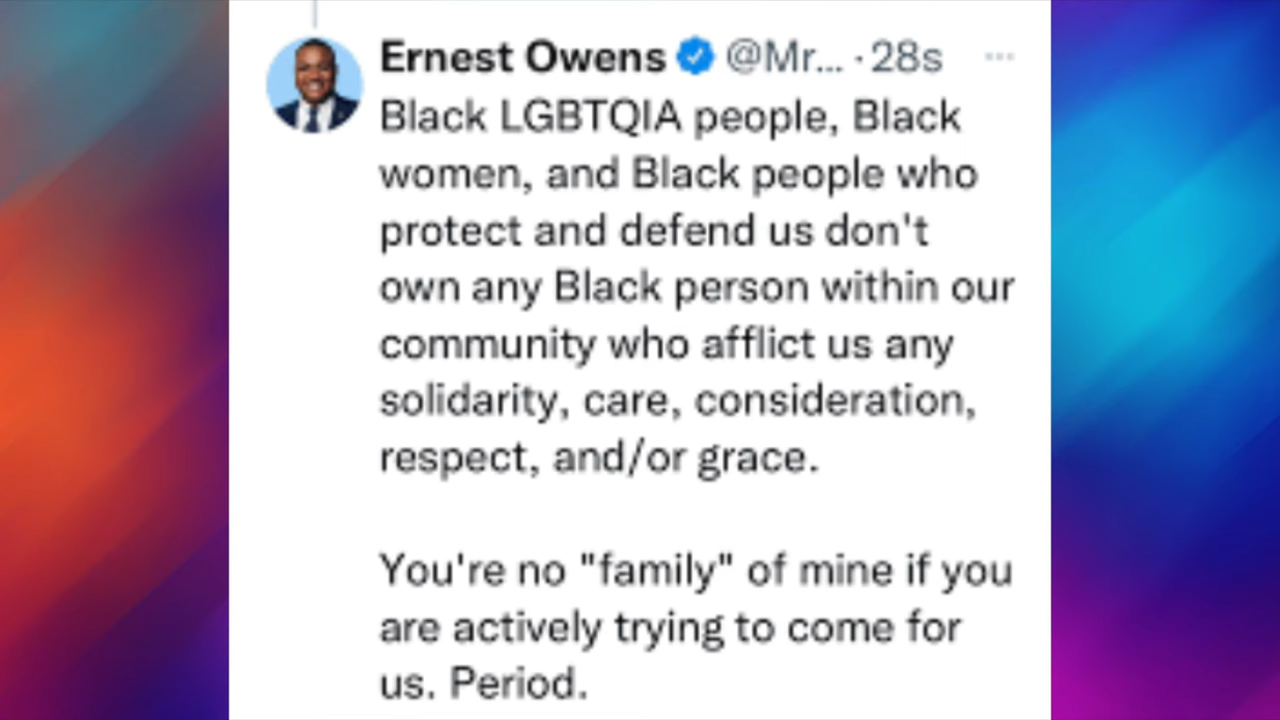 Ernest Owens @Mr... · 28s ...
Black LGBTQIA people, Black
women, and Black people who
protect and defend us don't
own any Black person within our
community who afflict us any
solidarity, care, consideration,
respect, and/or grace.
You're no "family" of mine if you
are actively trying to come for
us. Period.